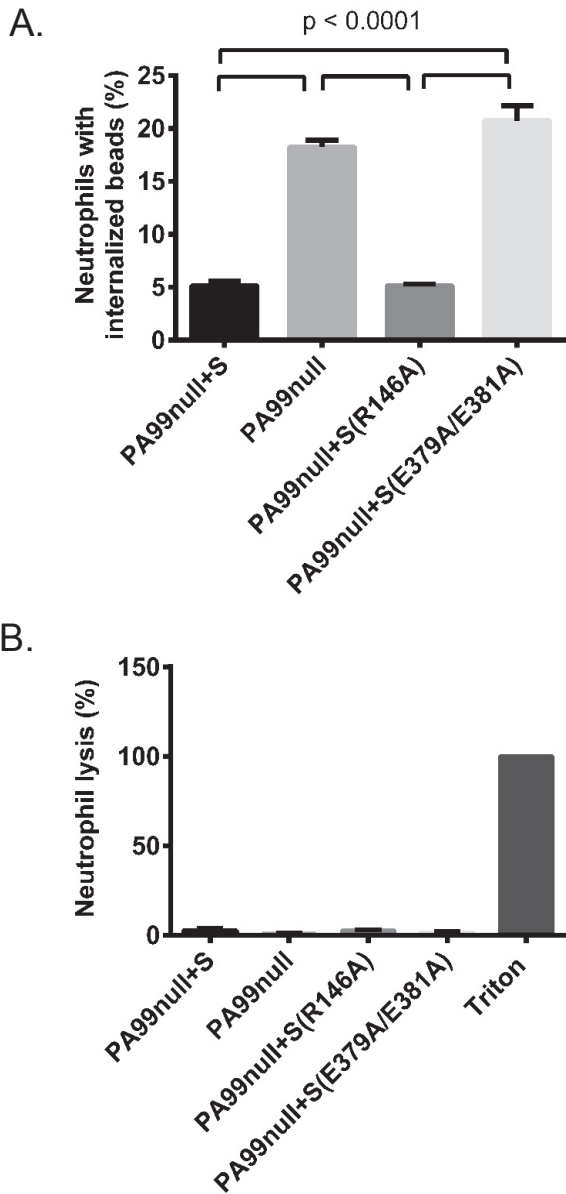 A.
p < 0.0001
Neutrophils with
internalized beads (%)
25
20
15
10
5
0
PA99null+S
PA99null
PA99null+S(R146A)
PA99null+S(E379A/E381A)
B.
Neutrophil lysis (%)
150
100
50
0
PA99null+S
PA99null
PA99null+S(R146A)
PA99null+S(E379A/E381A)
Triton